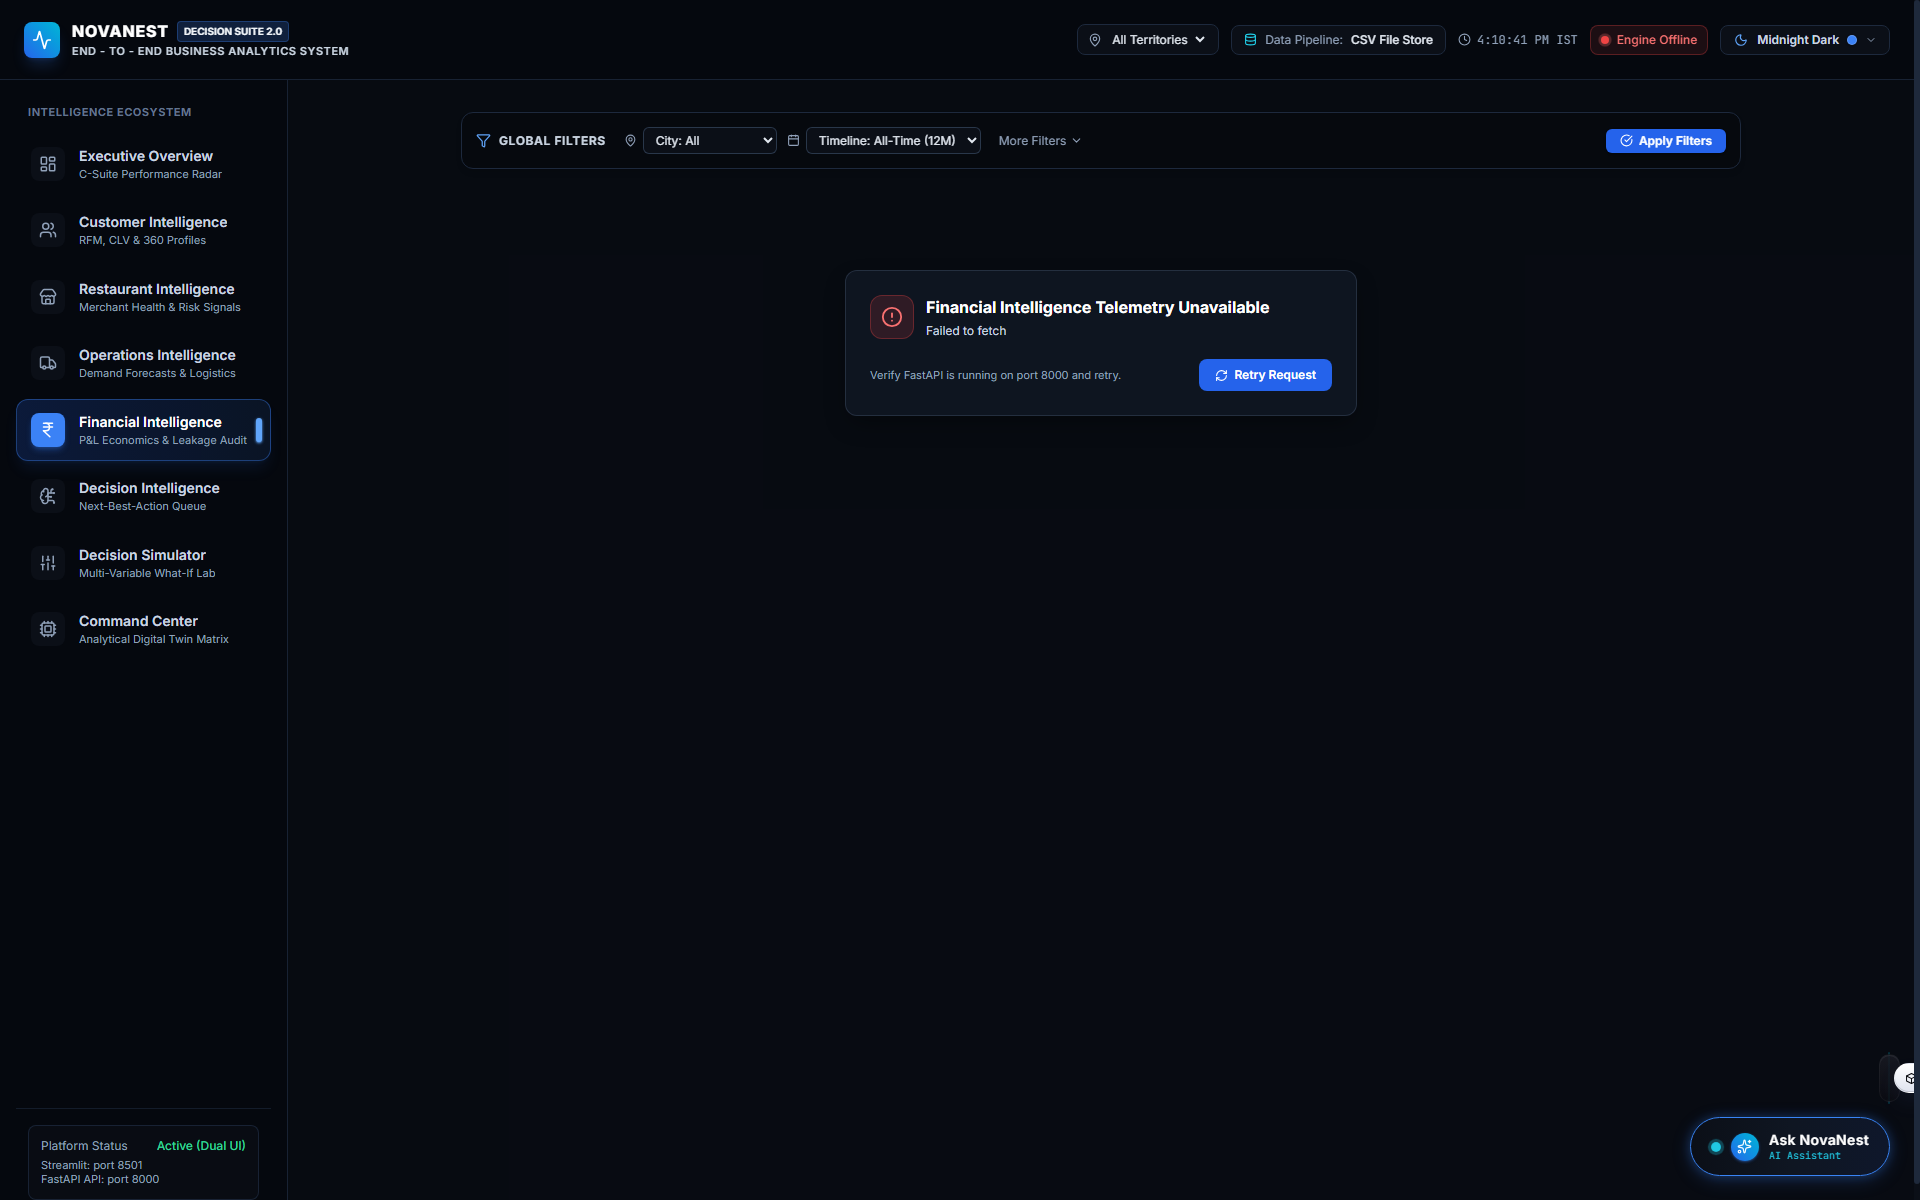 NOVANEST DECISION SUITE 2.0
END - TO - END BUSINESS ANALYTICS SYSTEM
All Territories
Data Pipeline: CSV File Store
4:10:41 PM IST
Engine Offline
Midnight Dark
INTELLIGENCE ECOSYSTEM
Executive Overview
C-Suite Performance Radar
Customer Intelligence
RFM, CLV & 360 Profiles
Restaurant Intelligence
Merchant Health & Risk Signals
Operations Intelligence
Demand Forecasts & Logistics
₹
Financial Intelligence
P&L Economics & Leakage Audit
Decision Intelligence
Next-Best-Action Queue
Decision Simulator
Multi-Variable What-If Lab
Command Center
Analytical Digital Twin Matrix
Platform Status Active (Dual UI)
Streamlit: port 8501
FastAPI API: port 8000
GLOBAL FILTERS
City: All
Timeline: All-Time (12M)
More Filters
Apply Filters
Financial Intelligence Telemetry Unavailable
Failed to fetch
Verify FastAPI is running on port 8000 and retry.
Retry Request
Ask NovaNest
AI Assistant